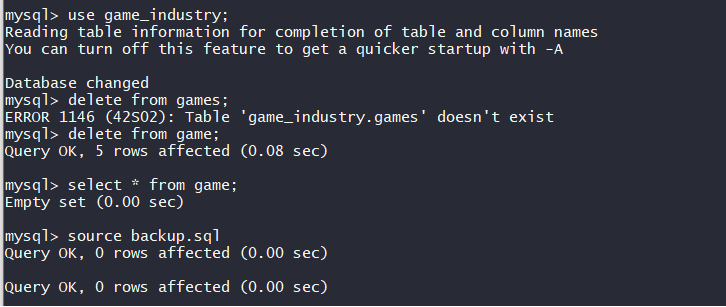 mysql> use game_industry;
Reading table information for completion of table and column names
You can turn off this feature to get a quicker startup with -A
Database changed
mysql> delete from games;
ERROR 1146 (42S02): Table 'game_industry.games' doesn't exist
mysql> delete from game;
Query OK, 5 rows affected (0.08 sec)
mysql> select * from game;
Empty set (0.00 sec)
mysql> source backup.sql
Query OK, 0 rows affected (0.00 sec)
Query OK, 0 rows affected (0.00 sec)